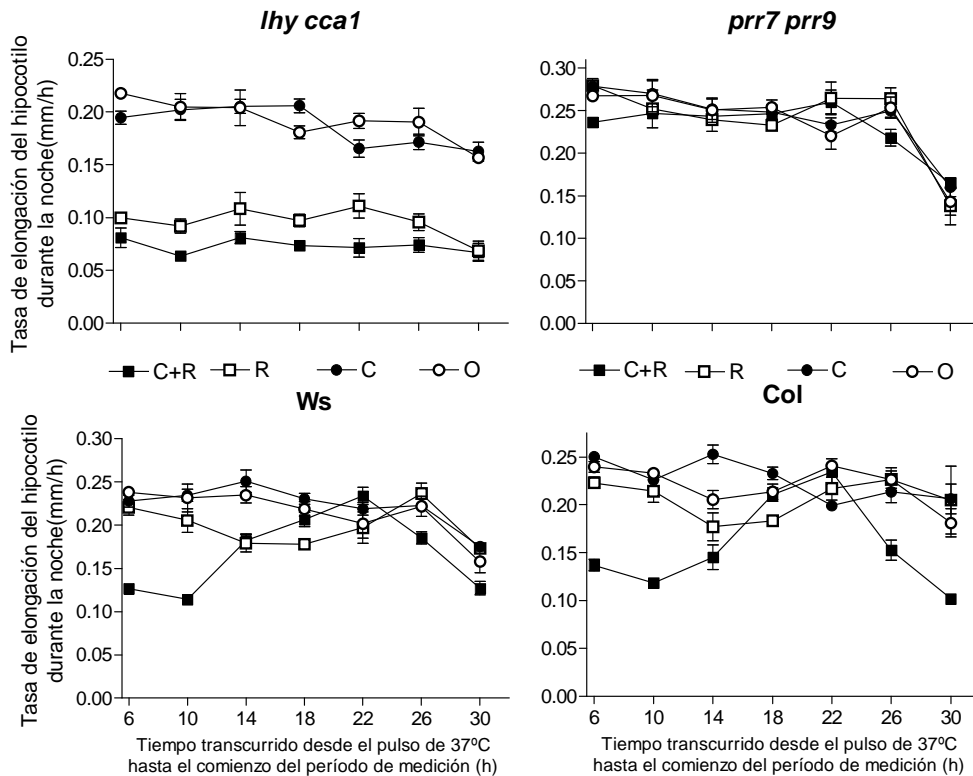 lhy cca1
prr7 prr9
Tasa de elongación del hipocotilo
durante la noche(mm/h)
0.25
0.20
0.15
0.10
0.05
0.00
0.30
0.25
0.20
0.15
0.10
0.05
0.00
C+R R C O
C+R R C O
Ws
Col
Tasa de elongación del hipocotilo
durante la noche(mm/h)
0.30
0.25
0.20
0.15
0.10
0.05
0.00
0.25
0.20
0.15
0.10
0.05
0.00
6 10 14 18 22 26 30
6 10 14 18 22 26 30
Tiempo transcurrido desde el pulso de 37ºC
hasta el comienzo del período de medición (h)
Tiempo transcurrido desde el pulso de 37ºC
hasta el comienzo del período de medición (h)